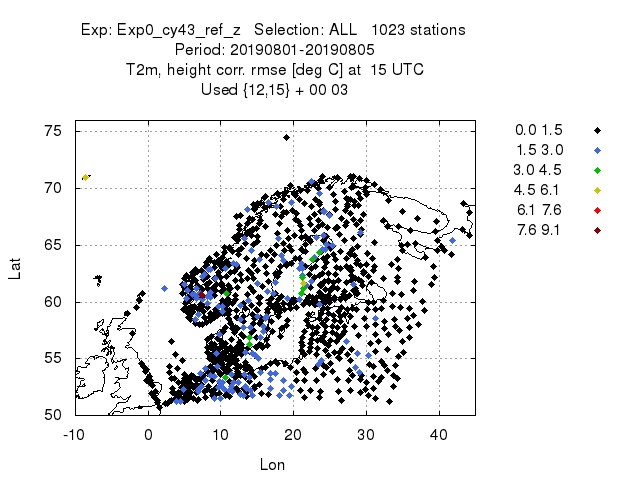 Exp: Exp0_cy43_ref_z   Selection: ALL   1023 stations
Period: 20190801-20190805
T2m, height corr. rmse [deg C] at  15 UTC
Used {12,15} + 00 03
0.0 1.5
1.5 3.0
3.0 4.5
4.5 6.1
6.1 7.6
7.6 9.1
75
70
65
60
55
50
Lat
-10 0 10 20 30 40
Lon